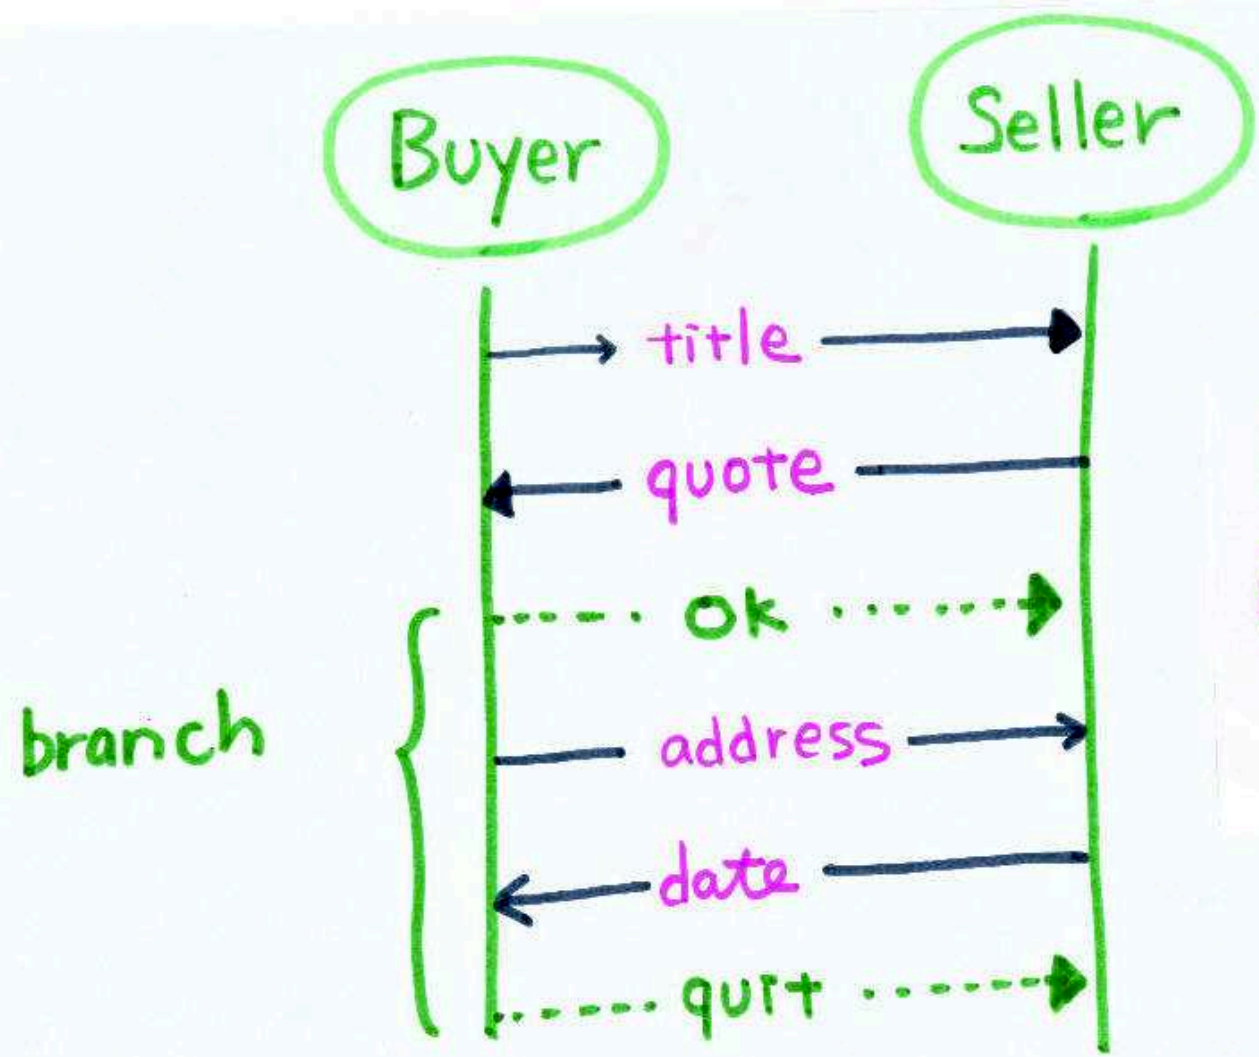 Buyer
Seller
title
quote
ok
address
branch
date
quit